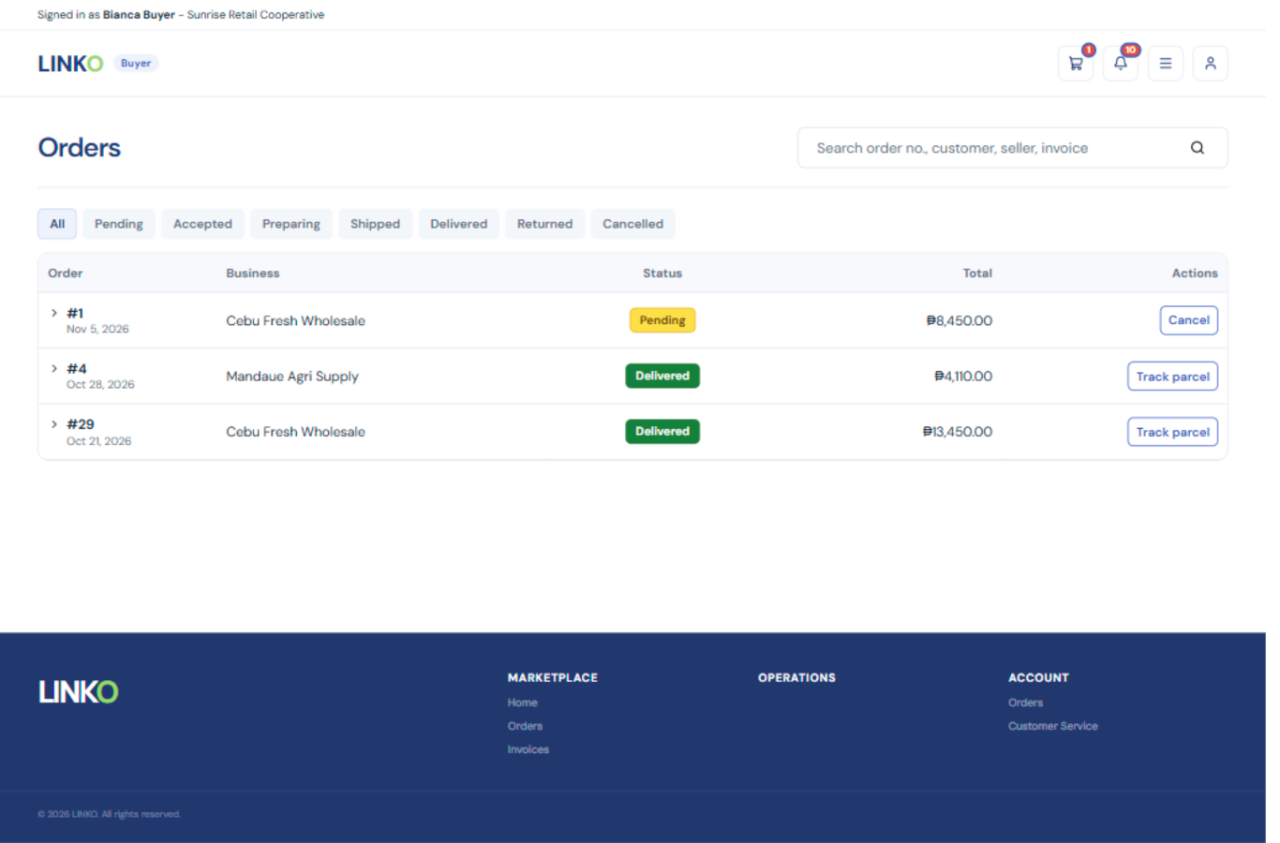 Signed in as Bianca Buyer - Sunrise Retail Cooperative
LINKO Buyer
1
10
Orders
Search order no., customer, seller, invoice
All Pending Accepted Preparing Shipped Delivered Returned Cancelled
Order Business Status Total Actions
#1
Nov 5, 2026
Cebu Fresh Wholesale Pending ₱8,450.00 Cancel
#4
Oct 28, 2026
Mandaue Agri Supply Delivered ₱4,110.00 Track parcel
#29
Oct 21, 2026
Cebu Fresh Wholesale Delivered ₱13,450.00 Track parcel
LINKO
MARKETPLACE
Home
Orders
Invoices
OPERATIONS
ACCOUNT
Orders
Customer Service
© 2026 LINKO. All rights reserved.